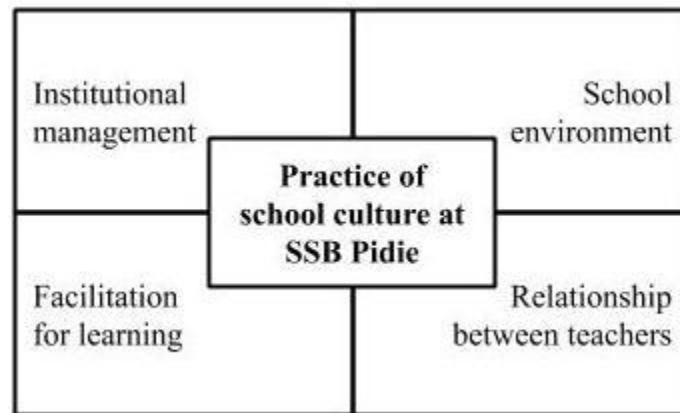 Institutional
management
School
environment
Practice of
school culture at
SSB Pidie
Facilitation
for learning
Relationship
between teachers